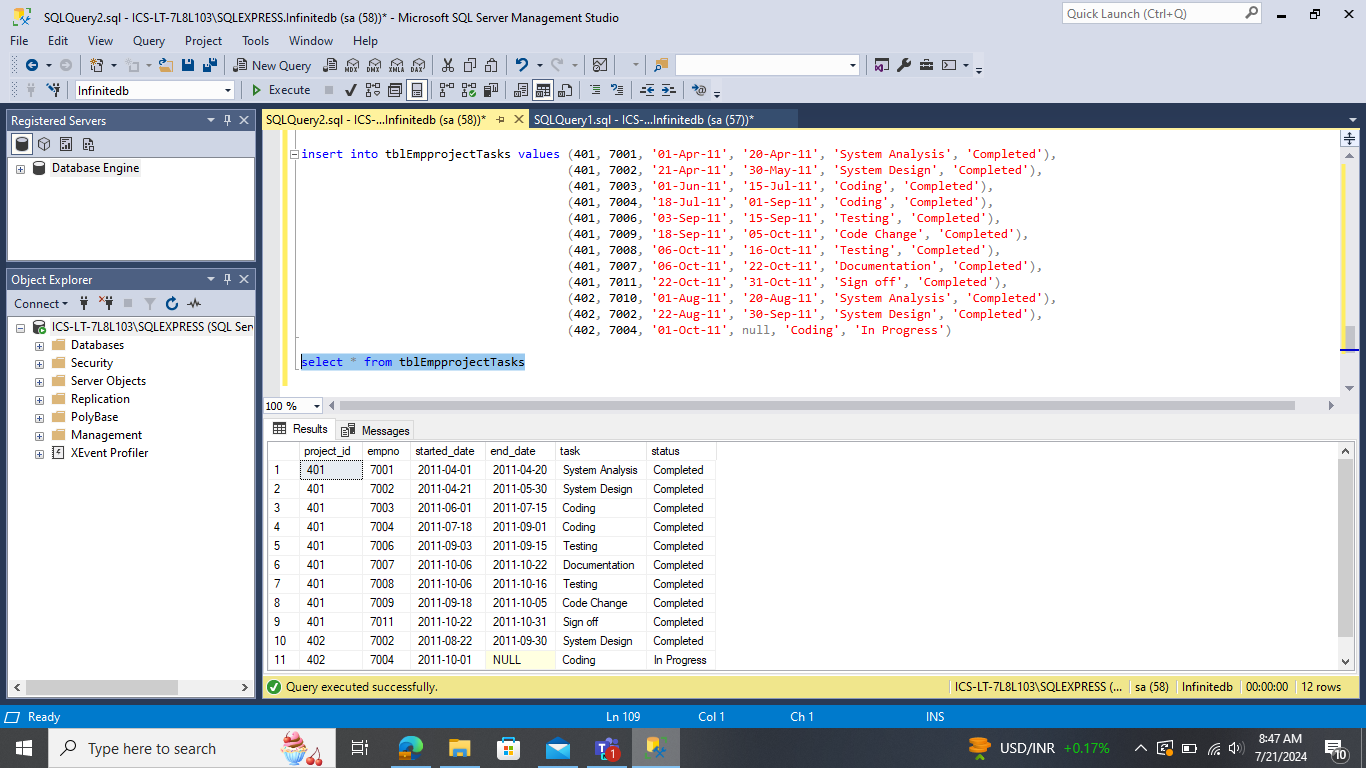 SQLQuery2.sql - ICS-LT-7L8L103\SQLEXPRESS.Infinitedb (sa (58))* - Microsoft SQL Server Management Studio
Quick Launch (Ctrl+Q)
File Edit View Query Project Tools Window Help
New Query MDX DMX XMLA DAX
Infinitedb Execute
Registered Servers
Database Engine
Object Explorer
Connect
ICS-LT-7L8L103\SQLEXPRESS (SQL Ser
Databases
Security
Server Objects
Replication
PolyBase
Management
XEvent Profiler
SQLQuery2.sql - ICS-...Infinitedb (sa (58))* SQLQuery1.sql - ICS-...Infinitedb (sa (57))*
insert into tblEmpprojectTasks values (401, 7001, '01-Apr-11', '20-Apr-11', 'System Analysis', 'Completed'),
(401, 7002, '21-Apr-11', '30-May-11', 'System Design', 'Completed'),
(401, 7003, '01-Jun-11', '15-Jul-11', 'Coding', 'Completed'),
(401, 7004, '18-Jul-11', '01-Sep-11', 'Coding', 'Completed'),
(401, 7006, '03-Sep-11', '15-Sep-11', 'Testing', 'Completed'),
(401, 7009, '18-Sep-11', '05-Oct-11', 'Code Change', 'Completed'),
(401, 7008, '06-Oct-11', '16-Oct-11', 'Testing', 'Completed'),
(401, 7007, '06-Oct-11', '22-Oct-11', 'Documentation', 'Completed'),
(401, 7011, '22-Oct-11', '31-Oct-11', 'Sign off', 'Completed'),
(402, 7010, '01-Aug-11', '20-Aug-11', 'System Analysis', 'Completed'),
(402, 7002, '22-Aug-11', '30-Sep-11', 'System Design', 'Completed'),
(402, 7004, '01-Oct-11', null, 'Coding', 'In Progress')
select * from tblEmpprojectTasks
100 %
Results Messages
project_id empno started_date end_date task status
1 401 7001 2011-04-01 2011-04-20 System Analysis Completed
2 401 7002 2011-04-21 2011-05-30 System Design Completed
3 401 7003 2011-06-01 2011-07-15 Coding Completed
4 401 7004 2011-07-18 2011-09-01 Coding Completed
5 401 7006 2011-09-03 2011-09-15 Testing Completed
6 401 7007 2011-10-06 2011-10-22 Documentation Completed
7 401 7008 2011-10-06 2011-10-16 Testing Completed
8 401 7009 2011-09-18 2011-10-05 Code Change Completed
9 401 7011 2011-10-22 2011-10-31 Sign off Completed
10 402 7002 2011-08-22 2011-09-30 System Design Completed
11 402 7004 2011-10-01 NULL Coding In Progress
Query executed successfully. ICS-LT-7L8L103\SQLEXPRESS (... sa (58) Infinitedb 00:00:00 12 rows
Ready Ln 109 Col 1 Ch 1 INS
Type here to search
1
USD/INR +0.17%
8:47 AM
7/21/2024
10